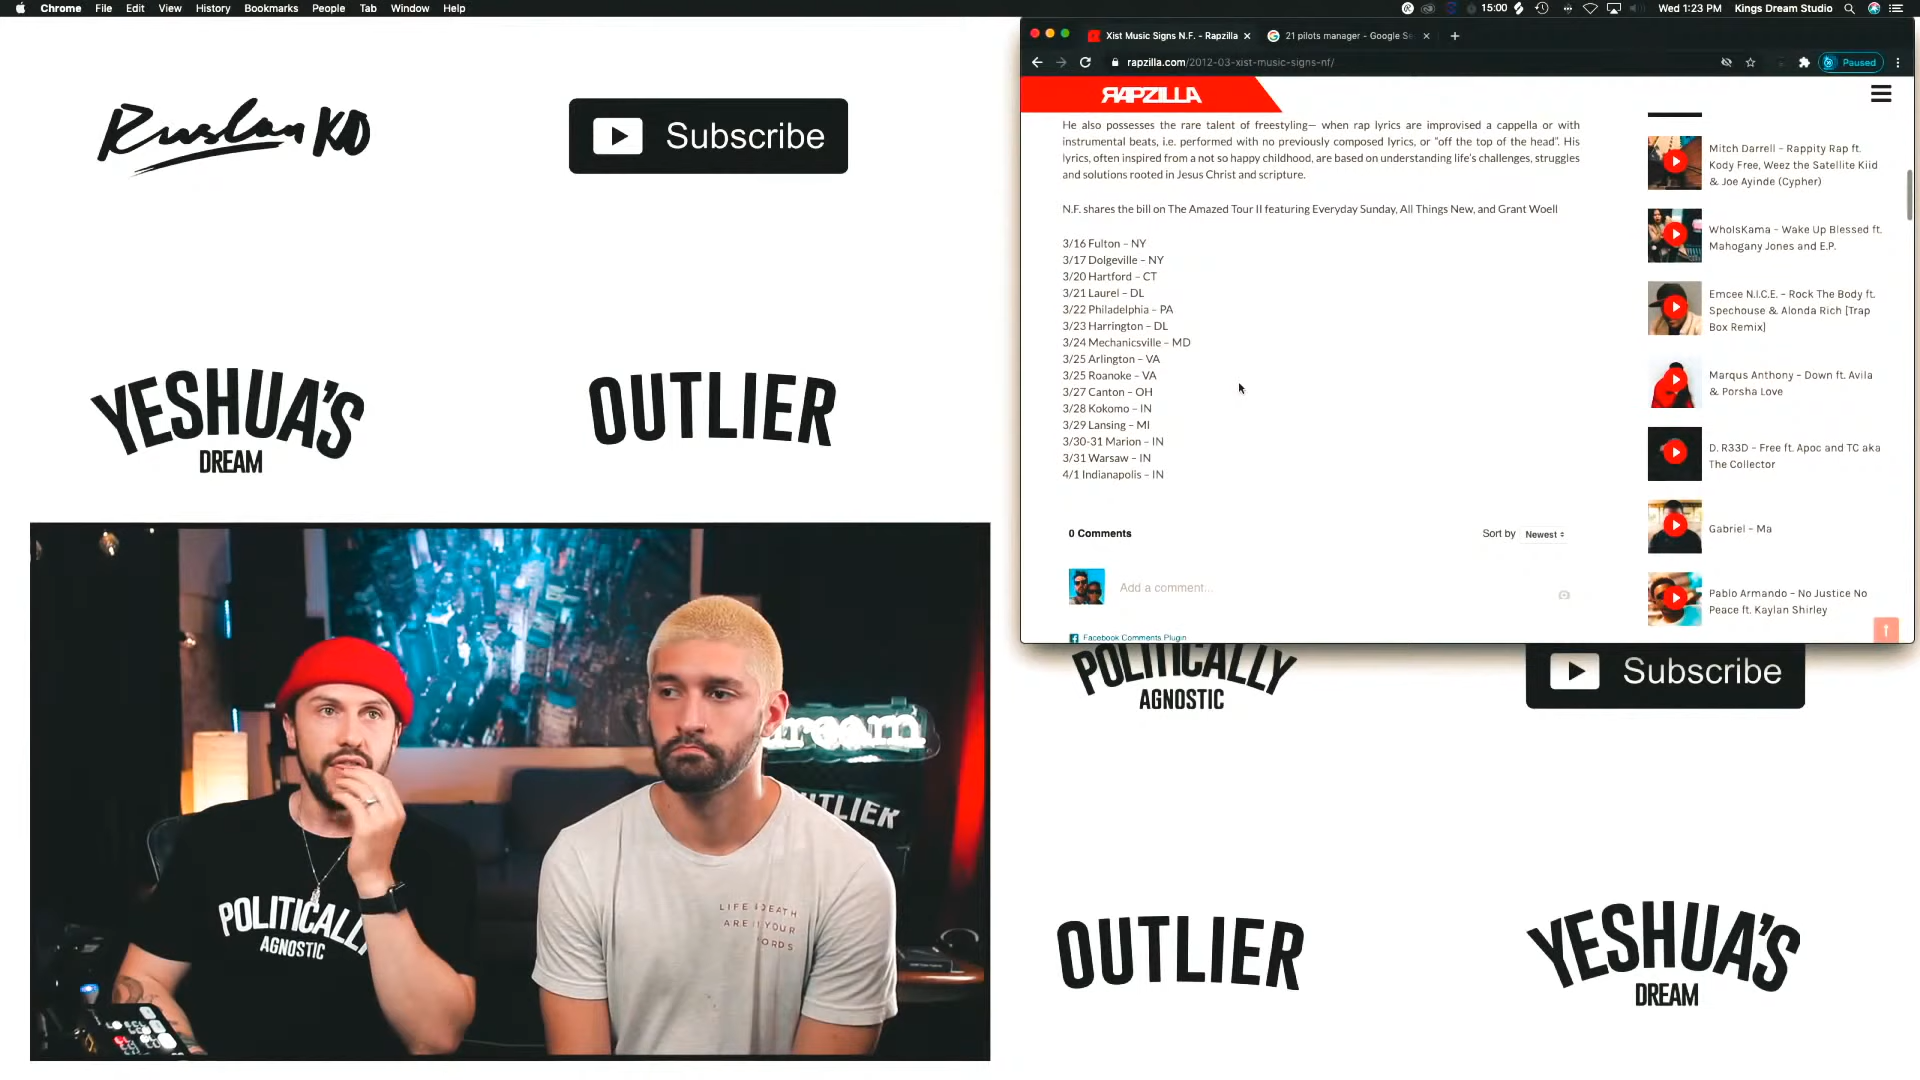 Chrome File Edit View History Bookmarks People Tab Window Help
15:00 Wed 1:23 PM Kings Dream Studio
Ruslan KD
Subscribe
YESHUA'S
DREAM
OUTLIER
Xist Music Signs N.F. - Rapzilla
21 pilots manager - Google Se
rapzilla.com/2012-03-xist-music-signs-nf/
Paused
RAPZILLA
He also possesses the rare talent of freestyling— when rap lyrics are improvised a cappella or with
instrumental beats, i.e. performed with no previously composed lyrics, or "off the top of the head". His
lyrics, often inspired from a not so happy childhood, are based on understanding life's challenges, struggles
and solutions rooted in Jesus Christ and scripture.
N.F. shares the bill on The Amazed Tour II featuring Everyday Sunday, All Things New, and Grant Woell
3/16 Fulton – NY
3/17 Dolgeville – NY
3/20 Hartford – CT
3/21 Laurel – DL
3/22 Philadelphia – PA
3/23 Harrington – DL
3/24 Mechanicsville – MD
3/25 Arlington – VA
3/25 Roanoke – VA
3/27 Canton – OH
3/28 Kokomo – IN
3/29 Lansing – MI
3/30-31 Marion – IN
3/31 Warsaw – IN
4/1 Indianapolis – IN
0 Comments
Sort by Newest
Add a comment...
Facebook Comments Plugin
Mitch Darrell – Rappity Rap ft.
Kody Free, Weez the Satellite Kiid
& Joe Ayinde (Cypher)
WhoIsKama – Wake Up Blessed ft.
Mahogany Jones and E.P.
Emcee N.I.C.E. – Rock The Body ft.
Spechouse & Alonda Rich [Trap
Box Remix]
Marqus Anthony – Down ft. Avila
& Porsha Love
D. R33D – Free ft. Apoc and TC aka
The Collector
Gabriel – Ma
Pablo Armando – No Justice No
Peace ft. Kaylan Shirley
POLITICALLY
AGNOSTIC
Subscribe
OUTLIER
YESHUA'S
DREAM
POLITICALLY
AGNOSTIC
LIFE & DEATH
ARE IN YOUR